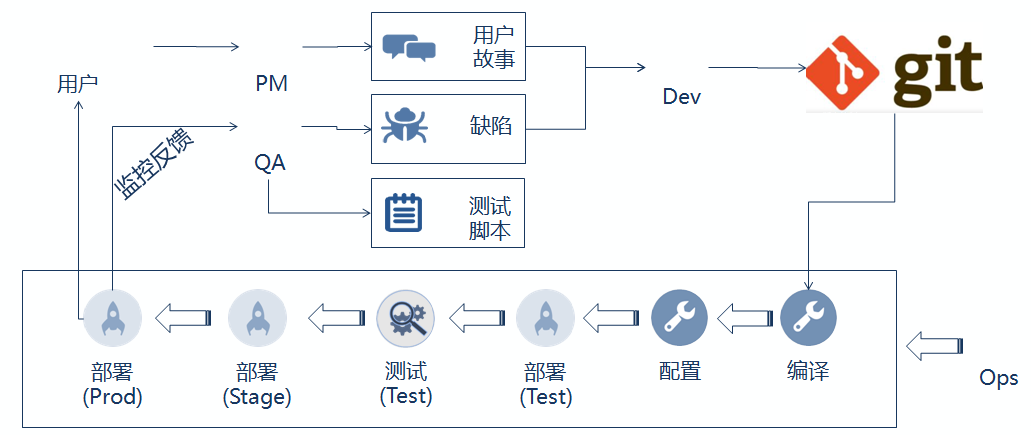 用户
故事
git
用户
PM
Dev
缺陷
QA
监控反馈
测试
脚本
部署
(Prod)
部署
(Stage)
测试
(Test)
部署
(Test)
配置
编译
Ops